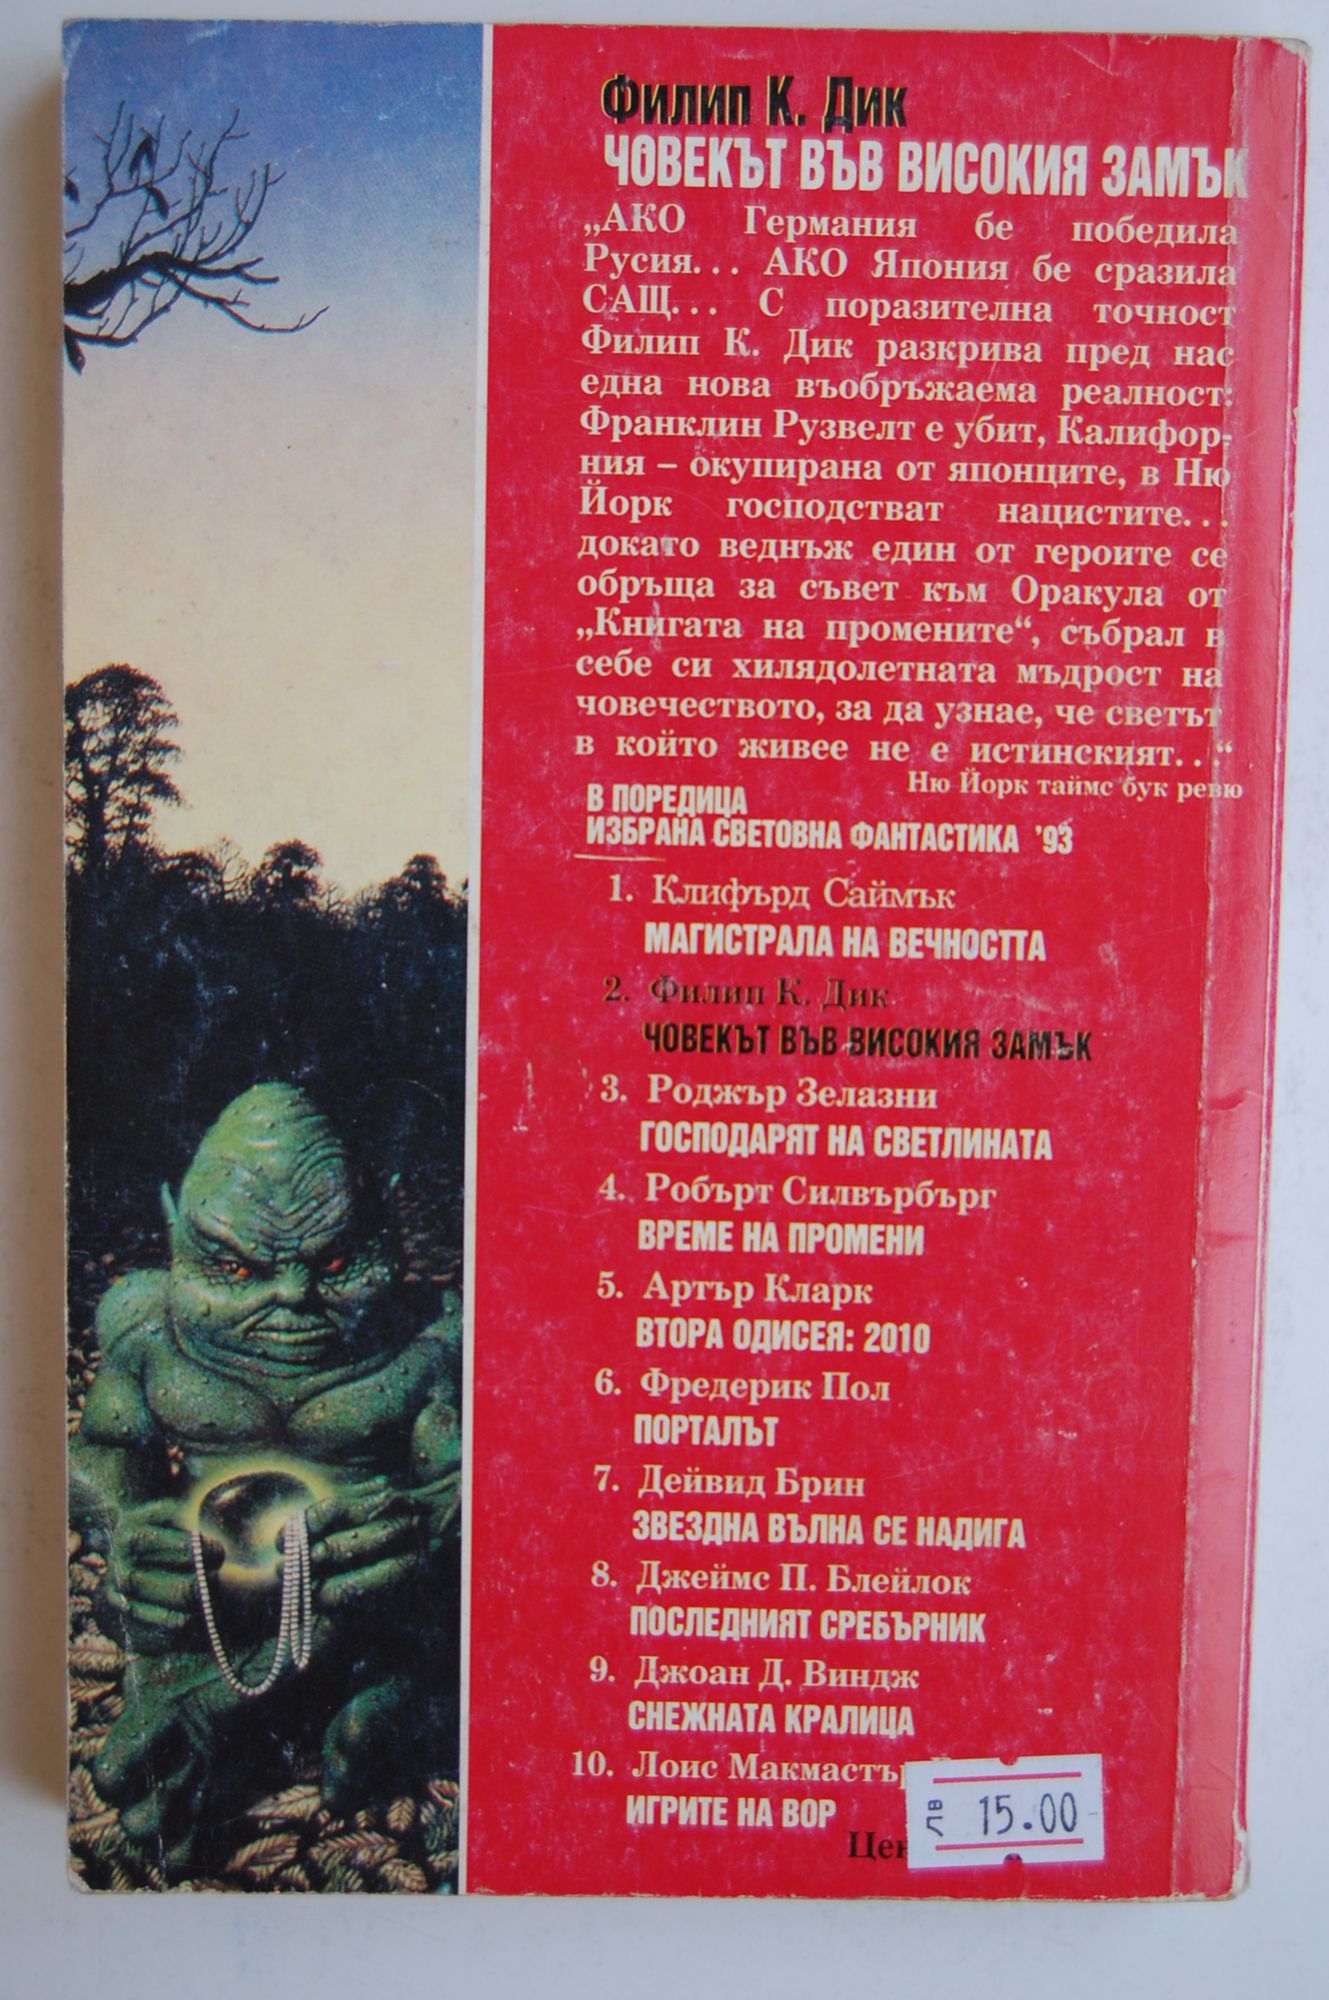 Филип К. Дик
ЧОВЕКЪТ ВЪВ ВИСОКИЯ ЗАМЪК
„АКО Германия бе победила
Русия... АКО Япония бе сразила
САЩ... С поразителна точност
Филип К. Дик разкрива пред нас
една нова въобръжаема реалност:
Франклин Рузвелт е убит, Калифор-
ния – окупирана от японците, в Ню
Йорк господстват нацистите...
докато веднъж един от героите се
обръща за съвет към Оракула от
„Книгата на промените“, събрал в
себе си хилядолетната мъдрост на
човечеството, за да узнае, че светът
в който живее не е истинският...“
Ню Йорк таймс бук ревю
В ПОРЕДИЦА
ИЗБРАНА СВЕТОВНА ФАНТАСТИКА '93
1. Клифърд Саймък
МАГИСТРАЛА НА ВЕЧНОСТТА
2. Филип К. Дик
ЧОВЕКЪТ ВЪВ ВИСОКИЯ ЗАМЪК
3. Роджър Зелазни
ГОСПОДАРЯТ НА СВЕТЛИНАТА
4. Робърт Силвърбърг
ВРЕМЕ НА ПРОМЕНИ
5. Артър Кларк
ВТОРА ОДИСЕЯ: 2010
6. Фредерик Пол
ПОРТАЛЪТ
7. Дейвид Брин
ЗВЕЗДНА ВЪЛНА СЕ НАДИГА
8. Джеймс П. Блейлок
ПОСЛЕДНИЯТ СРЕБЪРНИК
9. Джоан Д. Виндж
СНЕЖНАТА КРАЛИЦА
10. Лоис Макмастър
ИГРИТЕ НА ВОР
лв 15.00